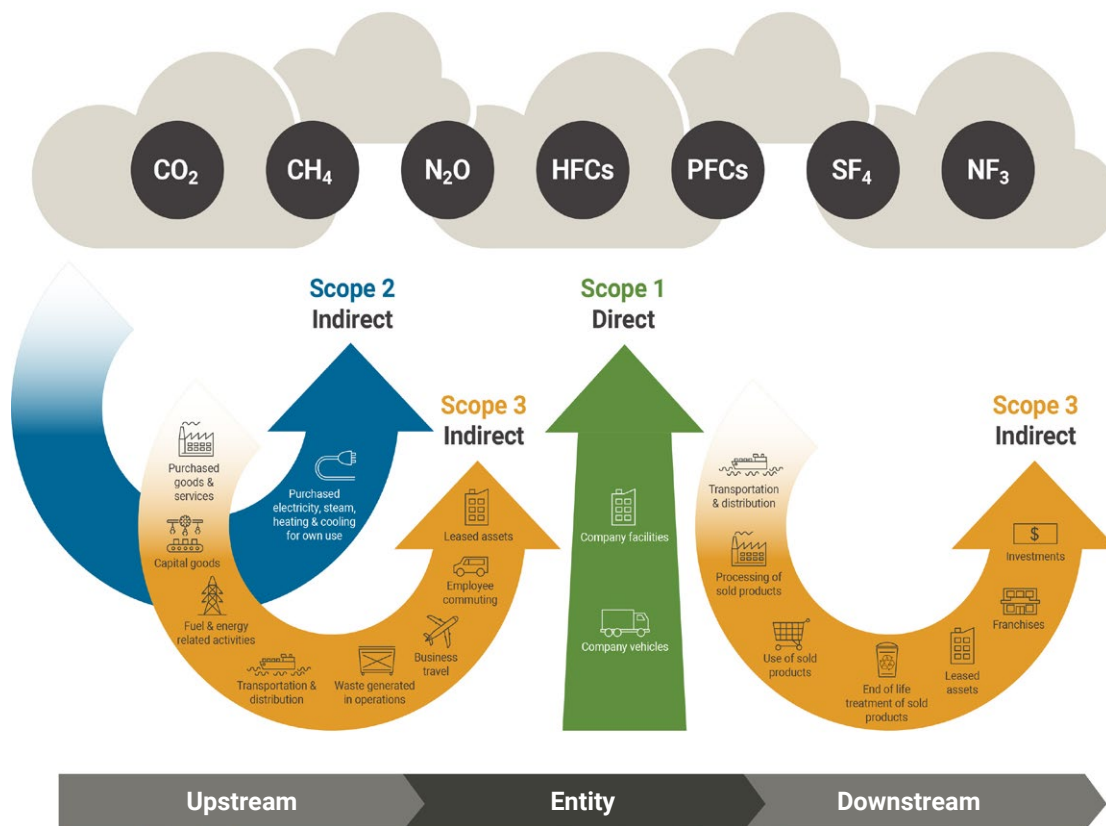 CO₂
CH₄
N₂O
HFCs
PFCs
SF₄
NF₃
Scope 2
Indirect
Purchased
electricity, steam,
heating & cooling
for own use
Scope 3
Indirect
Purchased
goods &
services
Capital goods
Fuel & energy
related activities
Transportation &
distribution
Waste generated
in operations
Business
travel
Employee
commuting
Leased assets
Scope 1
Direct
Company facilities
Company vehicles
Scope 3
Indirect
Transportation
& distribution
Processing of
sold products
Use of sold
products
End of life
treatment of sold
products
Leased
assets
Franchises
$
Investments
Upstream
Entity
Downstream